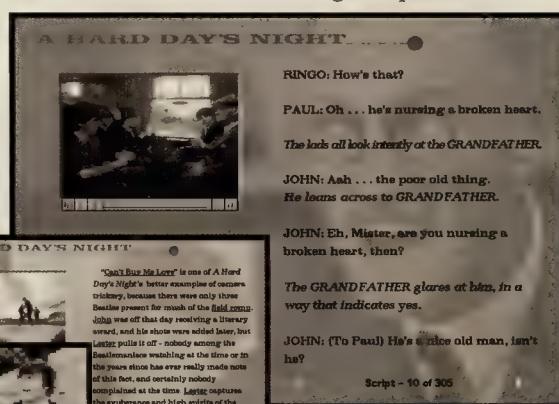 A HARD DAY'S NIGHT
RINGO: How's that?
PAUL: Oh . . . he's nursing a broken heart.
The lads all look intently at the GRANDFATHER.
JOHN: Aah . . . the poor old thing.
He leans across to GRANDFATHER.
JOHN: Eh, Mister, are you nursing a
broken heart, then?
The GRANDFATHER glares at him, in a
way that indicates yes.
JOHN: (To Paul) He's a nice old man, isn't
he?
Script - 10 of 305
D DAY'S NIGHT
"Can't Buy Me Love" is one of A Hard
Day's Night's better examples of camera
trickery, because there were only three
Beatles present for much of the field romp.
John was off that day receiving a literary
award, and his shots were added later, but
Lester pulls it off - nobody among the
Beatlemaniacs watching at the time or in
the years since has ever really made note
of this fact, and certainly nobody
complained at the time. Lester captures
the exuberance and high spirits of the